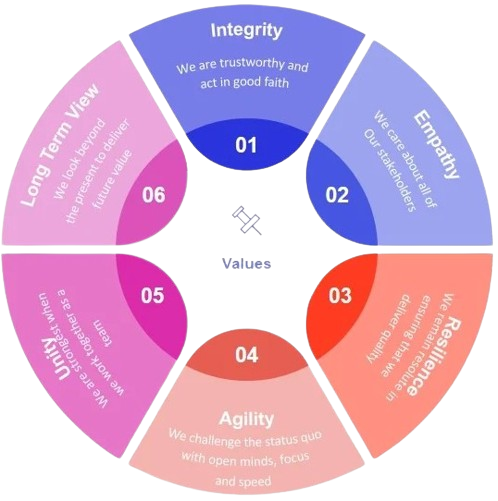 Integrity
We are trustworthy and
act in good faith
01
Empathy
We care about all of
Our stakeholders
02
03
Resilience
We remain resolute in
ensuring that we
deliver quality
04
Agility
We challenge the status quo
with open minds, focus
and speed
05
Unity
We are strongest when
we work together as a
team
Long Term View
We look beyond
the present to deliver
future value
06
Values